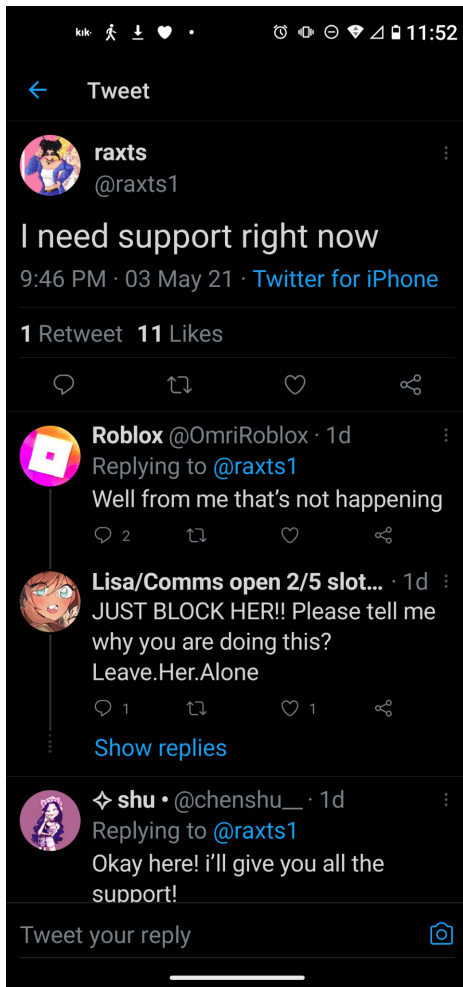 kik· 11:52
Tweet
raxts
@raxts1
I need support right now
9:46 PM · 03 May 21 · Twitter for iPhone
1 Retweet 11 Likes
Roblox @OmriRoblox · 1d
Replying to @raxts1
Well from me that's not happening
2
Lisa/Comms open 2/5 slot... · 1d
JUST BLOCK HER!! Please tell me
why you are doing this?
Leave.Her.Alone
1 1
Show replies
✧ shu • @chenshu__ · 1d
Replying to @raxts1
Okay here! i'll give you all the
support!
Tweet your reply